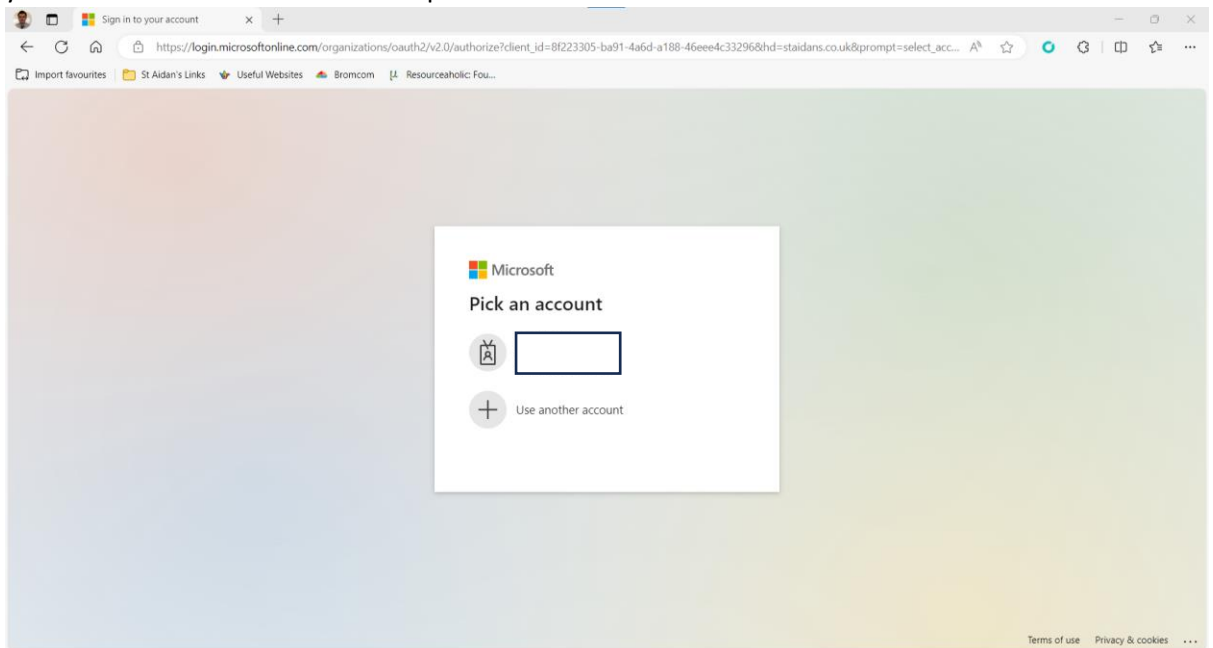 Sign in to your account
https://login.microsoftonline.com/organizations/oauth2/v2.0/authorize?client_id=8f223305-ba91-4a6d-a188-46eee4c33296&hd=staidans.co.uk&prompt=select_acc...
Import favourites St Aidan's Links Useful Websites Bromcom Resourceaholic: Fou...
Microsoft
Pick an account
Use another account
Terms of use Privacy & cookies ...